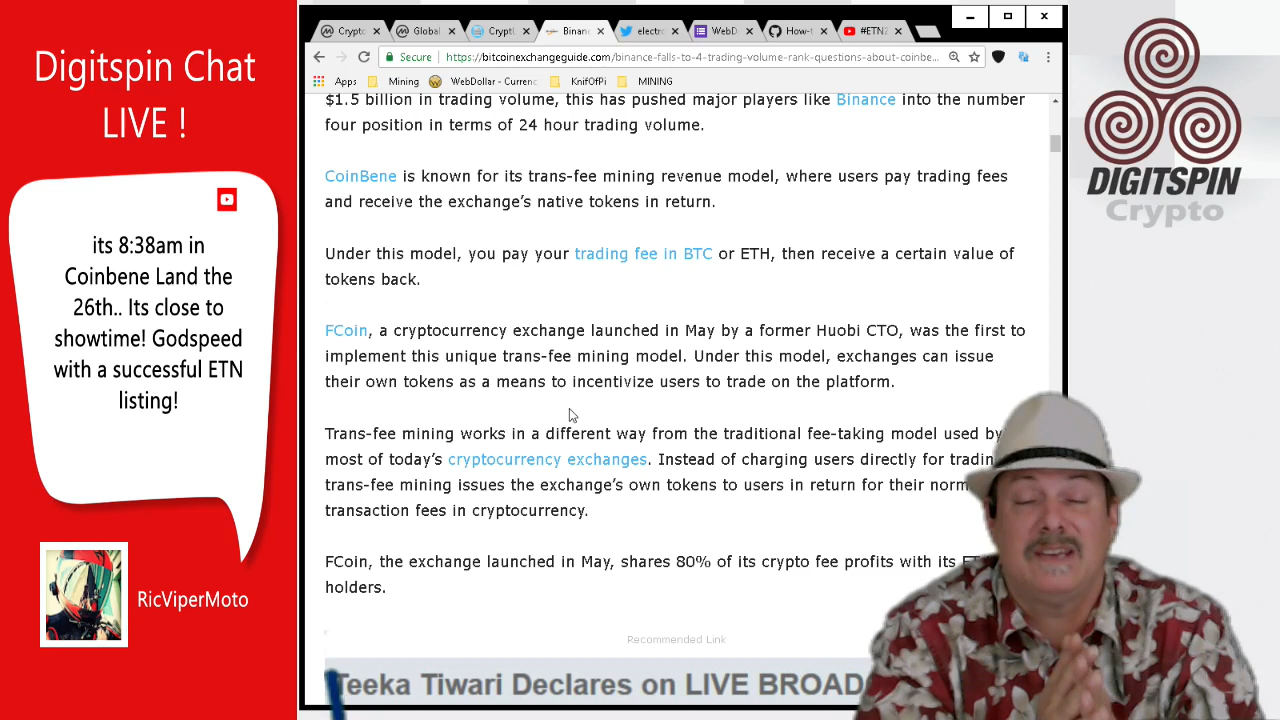 Digitspin Chat
LIVE !
its 8:38am in
Coinbene Land the
26th.. Its close to
showtime! Godspeed
with a successful ETN
listing!
RicViperMoto
Crypto
Global
Crypt
Binanc
electro
WebD
How-t
#ETN
Secure
https://bitcoinexchangeguide.com/binance-falls-to-4-trading-volume-rank-questions-about-coinbe...
Apps
Mining
WebDollar - Currenc
KnifOfPi
MINING
$1.5 billion in trading volume, this has pushed major players like Binance into the number
four position in terms of 24 hour trading volume.
CoinBene is known for its trans-fee mining revenue model, where users pay trading fees
and receive the exchange's native tokens in return.
Under this model, you pay your trading fee in BTC or ETH, then receive a certain value of
tokens back.
FCoin, a cryptocurrency exchange launched in May by a former Huobi CTO, was the first to
implement this unique trans-fee mining model. Under this model, exchanges can issue
their own tokens as a means to incentivize users to trade on the platform.
Trans-fee mining works in a different way from the traditional fee-taking model used by
most of today's cryptocurrency exchanges. Instead of charging users directly for trading
trans-fee mining issues the exchange's own tokens to users in return for their norm
transaction fees in cryptocurrency.
FCoin, the exchange launched in May, shares 80% of its crypto fee profits with its
holders.
Recommended Link
Teeka Tiwari Declares on LIVE BROAD
DIGITSPIN
Crypto